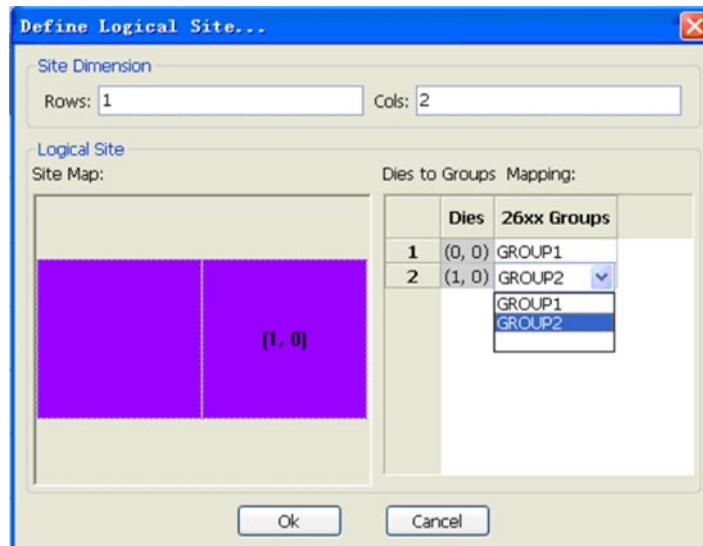 Define Logical Site...
Site Dimension
Rows: 1 Cols: 2
Logical Site
Site Map: Dies to Groups Mapping:
Dies 26xx Groups
1 (0, 0) GROUP1
2 (1, 0) GROUP2
GROUP1
GROUP2
(1, 0)
Ok Cancel